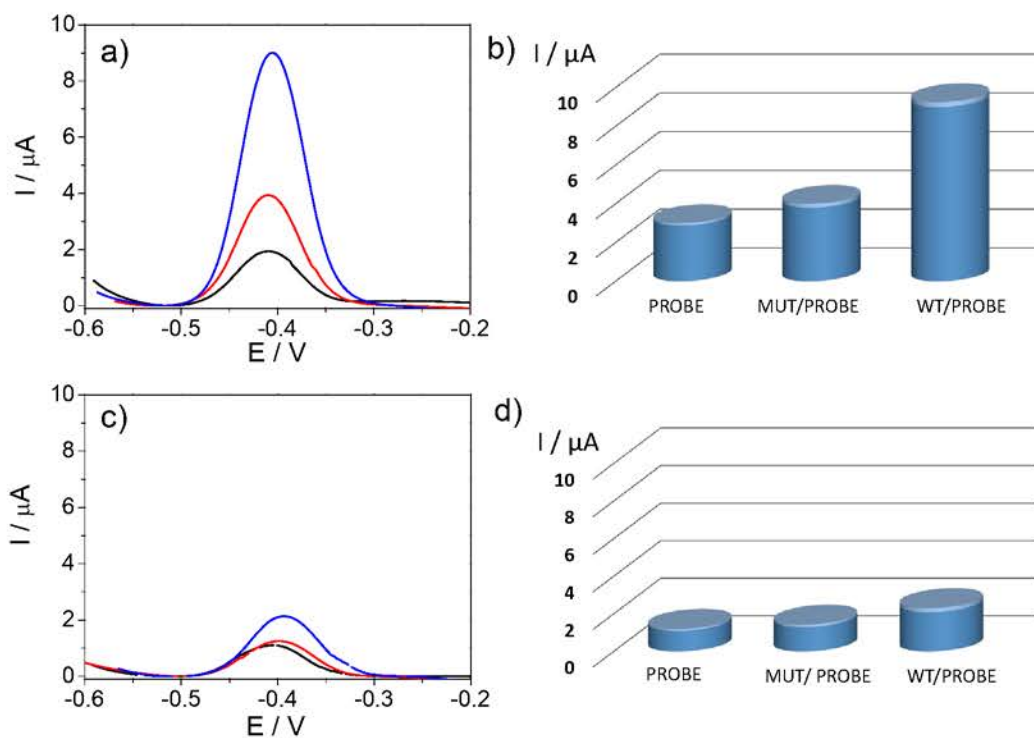 a)
10
8
6
4
2
0
I / μA
-0.6
-0.5
-0.4
-0.3
-0.2
E / V
b)
I / μA
10
8
6
4
2
0
PROBE
MUT/PROBE
WT/PROBE
c)
10
8
6
4
2
0
I / μA
-0.6
-0.5
-0.4
-0.3
-0.2
E / V
d)
I / μA
10
8
6
4
2
0
PROBE
MUT/ PROBE
WT/PROBE